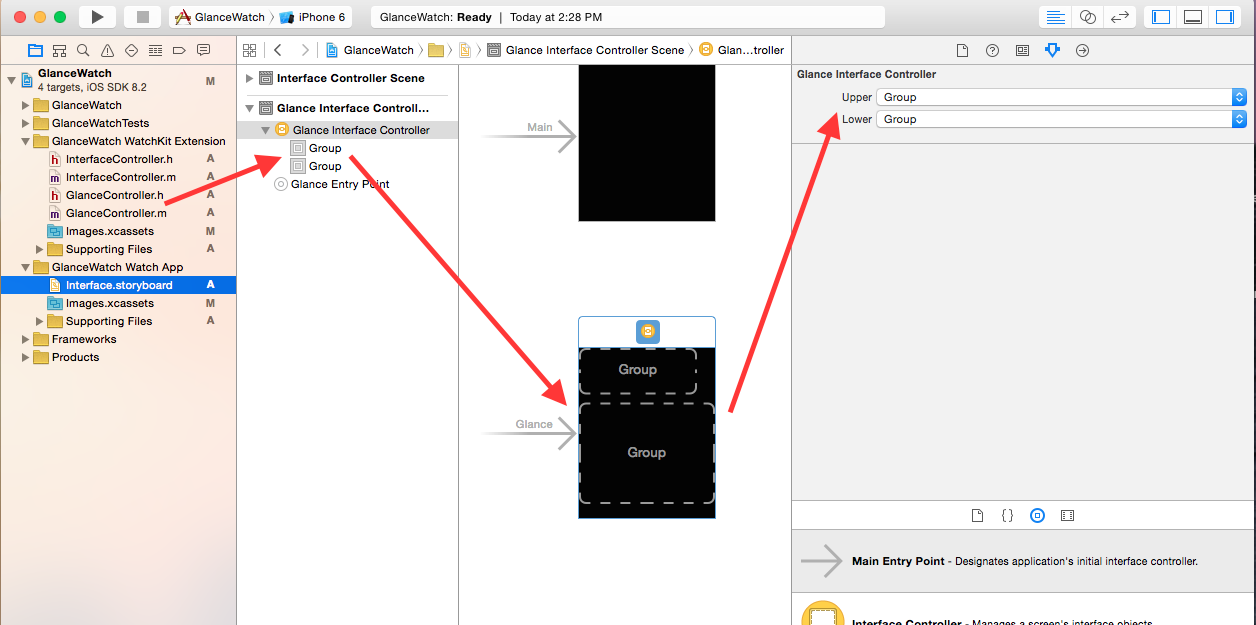 GlanceWatch
iPhone 6
GlanceWatch: Ready | Today at 2:28 PM
GlanceWatch
Glance Interface Controller Scene
Glan...troller
GlanceWatch
M
4 targets, iOS SDK 8.2
GlanceWatch
GlanceWatchTests
GlanceWatch WatchKit Extension
h InterfaceController.h A
m InterfaceController.m A
h GlanceController.h A
m GlanceController.m A
Images.xcassets M
Supporting Files A
GlanceWatch Watch App
Interface.storyboard A
Images.xcassets M
Supporting Files A
Frameworks
Products
Interface Controller Scene
Glance Interface Controll...
Glance Interface Controller
Group
Group
Glance Entry Point
Main
Glance
Group
Group
Glance Interface Controller
Upper Group
Lower Group
{ }
Main Entry Point - Designates application's initial interface controller.
Interface Controller - Manages a screen's interface objects